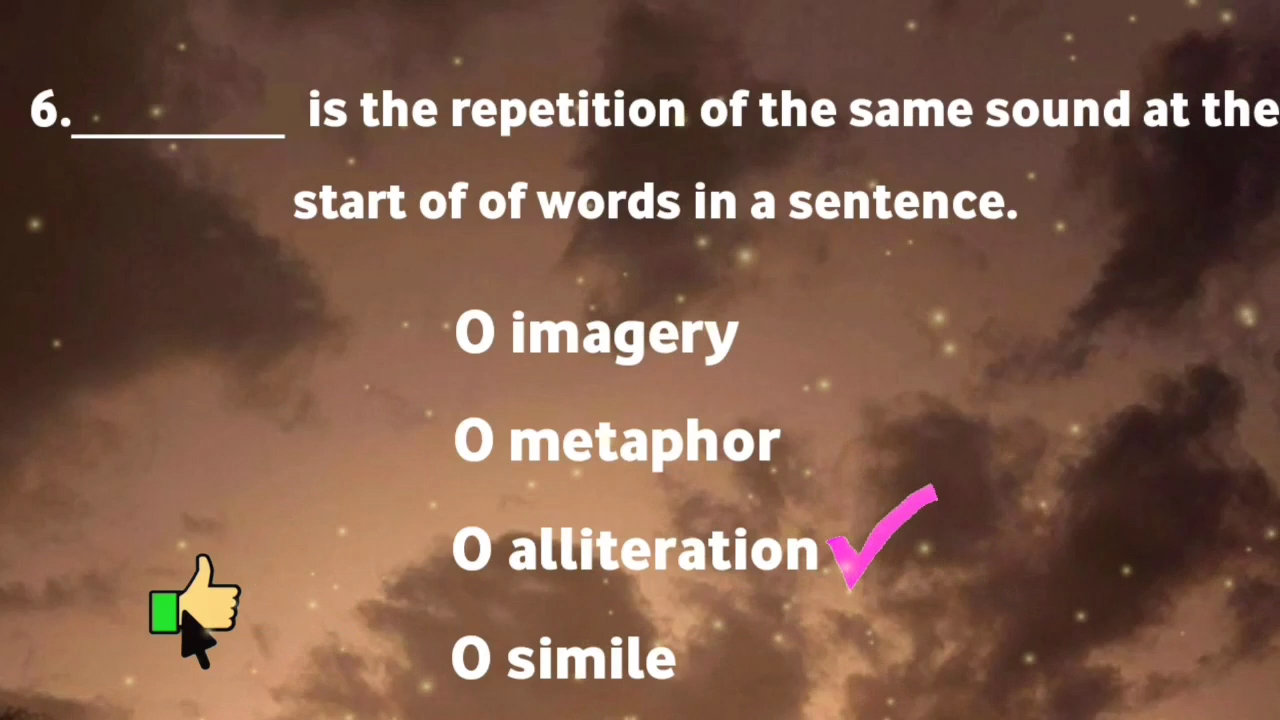 6.________ is the repetition of the same sound at the
start of of words in a sentence.
O imagery
O metaphor
O alliteration
O simile